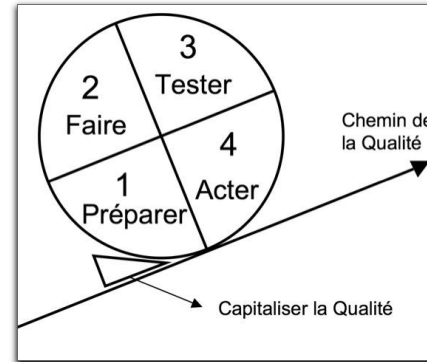 3
Tester
2
Faire
4
Acter
1
Préparer
Chemin de
la Qualité
Capitaliser la Qualité